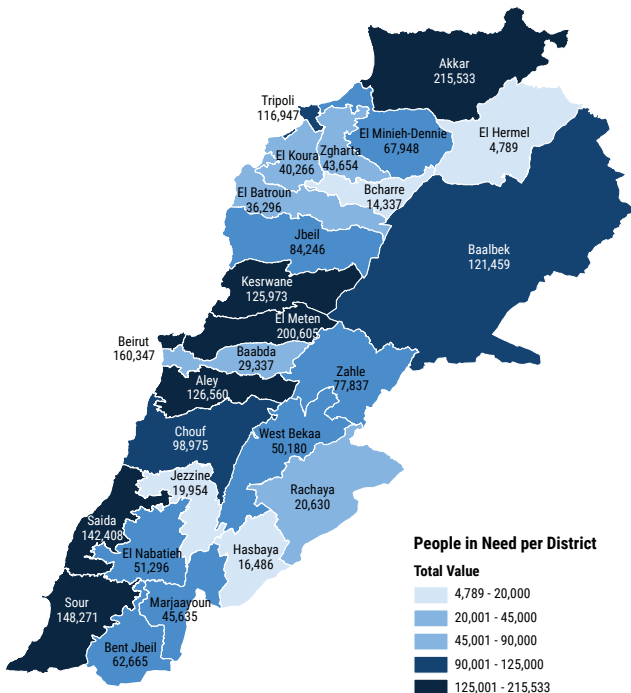 Akkar
215,533
Tripoli
116,947
El Minieh-Dennie
67,948
El Hermel
4,789
El Koura
40,266
Zgharta
43,654
Bcharre
14,337
El Batroun
36,296
Jbeil
84,246
Baalbek
121,459
Kesrwane
125,973
El Meten
200,605
Beirut
160,347
Baabda
29,337
Zahle
77,837
Aley
126,560
Chouf
98,975
West Bekaa
50,180
Jezzine
19,954
Rachaya
20,630
Saida
142,408
El Nabatieh
51,296
Hasbaya
16,486
Sour
148,271
Marjaayoun
45,635
Bent Jbeil
62,665
People in Need per District
Total Value
4,789 - 20,000
20,001 - 45,000
45,001 - 90,000
90,001 - 125,000
125,001 - 215,533